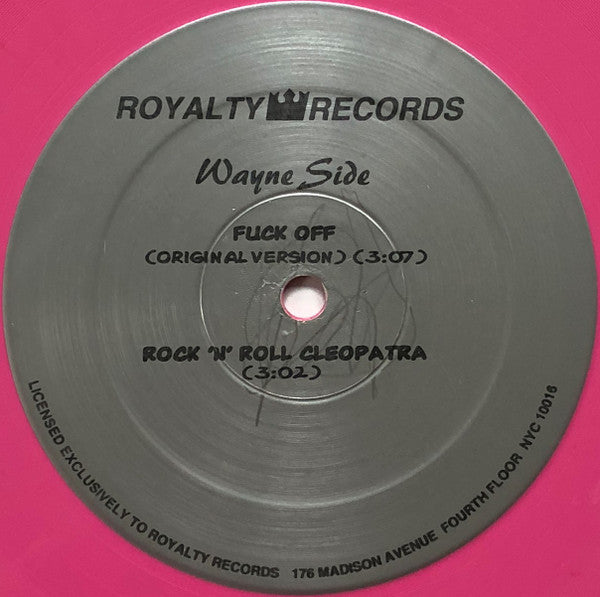 ROYALTY RECORDS
Wayne Side
FUCK OFF
(ORIGINAL VERSION) (3:07)
ROCK 'N' ROLL CLEOPATRA
(3:02)
LICENSED EXCLUSIVELY TO ROYALTY RECORDS 176 MADISON AVENUE FOURTH FLOOR NYC 10016